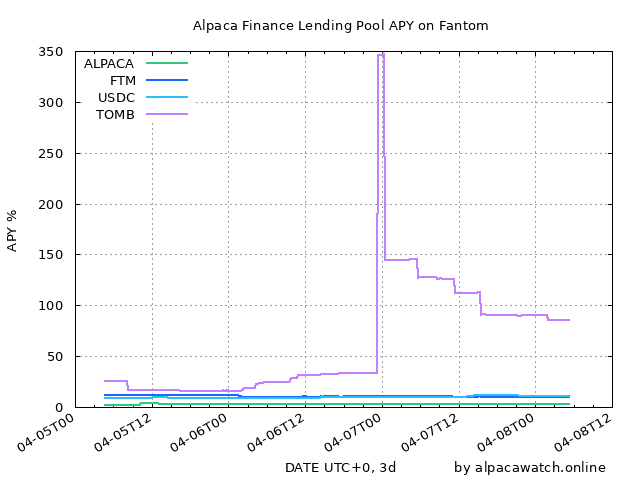 Alpaca Finance Lending Pool APY on Fantom
350
300
250
200
150
100
50
0
APY %
ALPACA
FTM
USDC
TOMB
04-05T00
04-05T12
04-06T00
04-06T12
04-07T00
04-07T12
04-08T00
04-08T12
DATE UTC+0, 3d
by alpacawatch.online